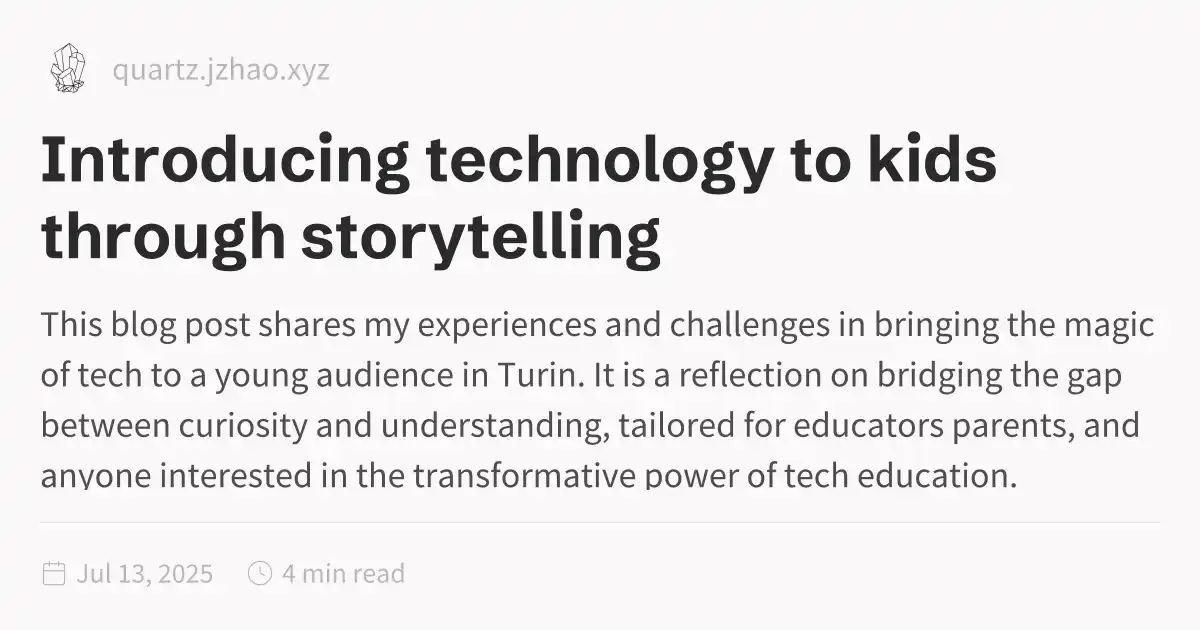 quartz.jzhao.xyz
Introducing technology to kids
through storytelling
This blog post shares my experiences and challenges in bringing the magic
of tech to a young audience in Turin. It is a reflection on bridging the gap
between curiosity and understanding, tailored for educators parents, and
anyone interested in the transformative power of tech education.
Jul 13, 2025 4 min read